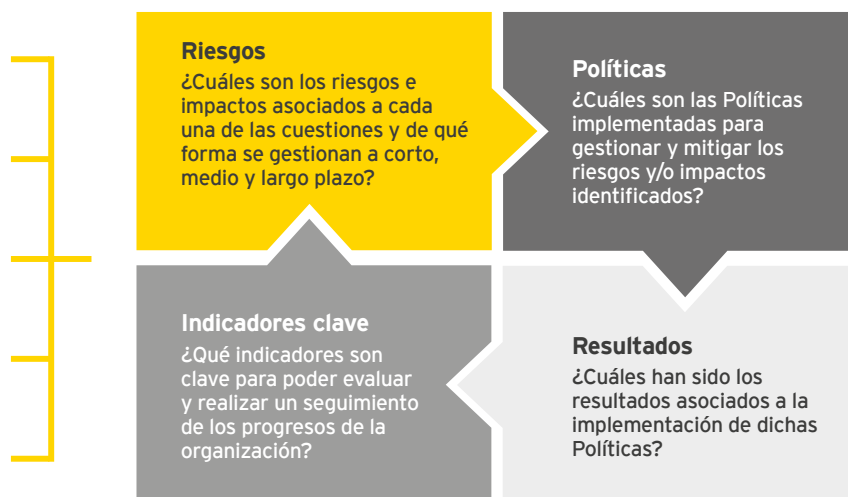 Riesgos
¿Cuáles son los riesgos e
impactos asociados a cada
una de las cuestiones y de qué
forma se gestionan a corto,
medio y largo plazo?
Políticas
¿Cuáles son las Políticas
implementadas para
gestionar y mitigar los
riesgos y/o impactos
identificados?
Indicadores clave
¿Qué indicadores son
clave para poder evaluar
y realizar un seguimiento
de los progresos de la
organización?
Resultados
¿Cuáles han sido los
resultados asociados a la
implementación de dichas
Políticas?